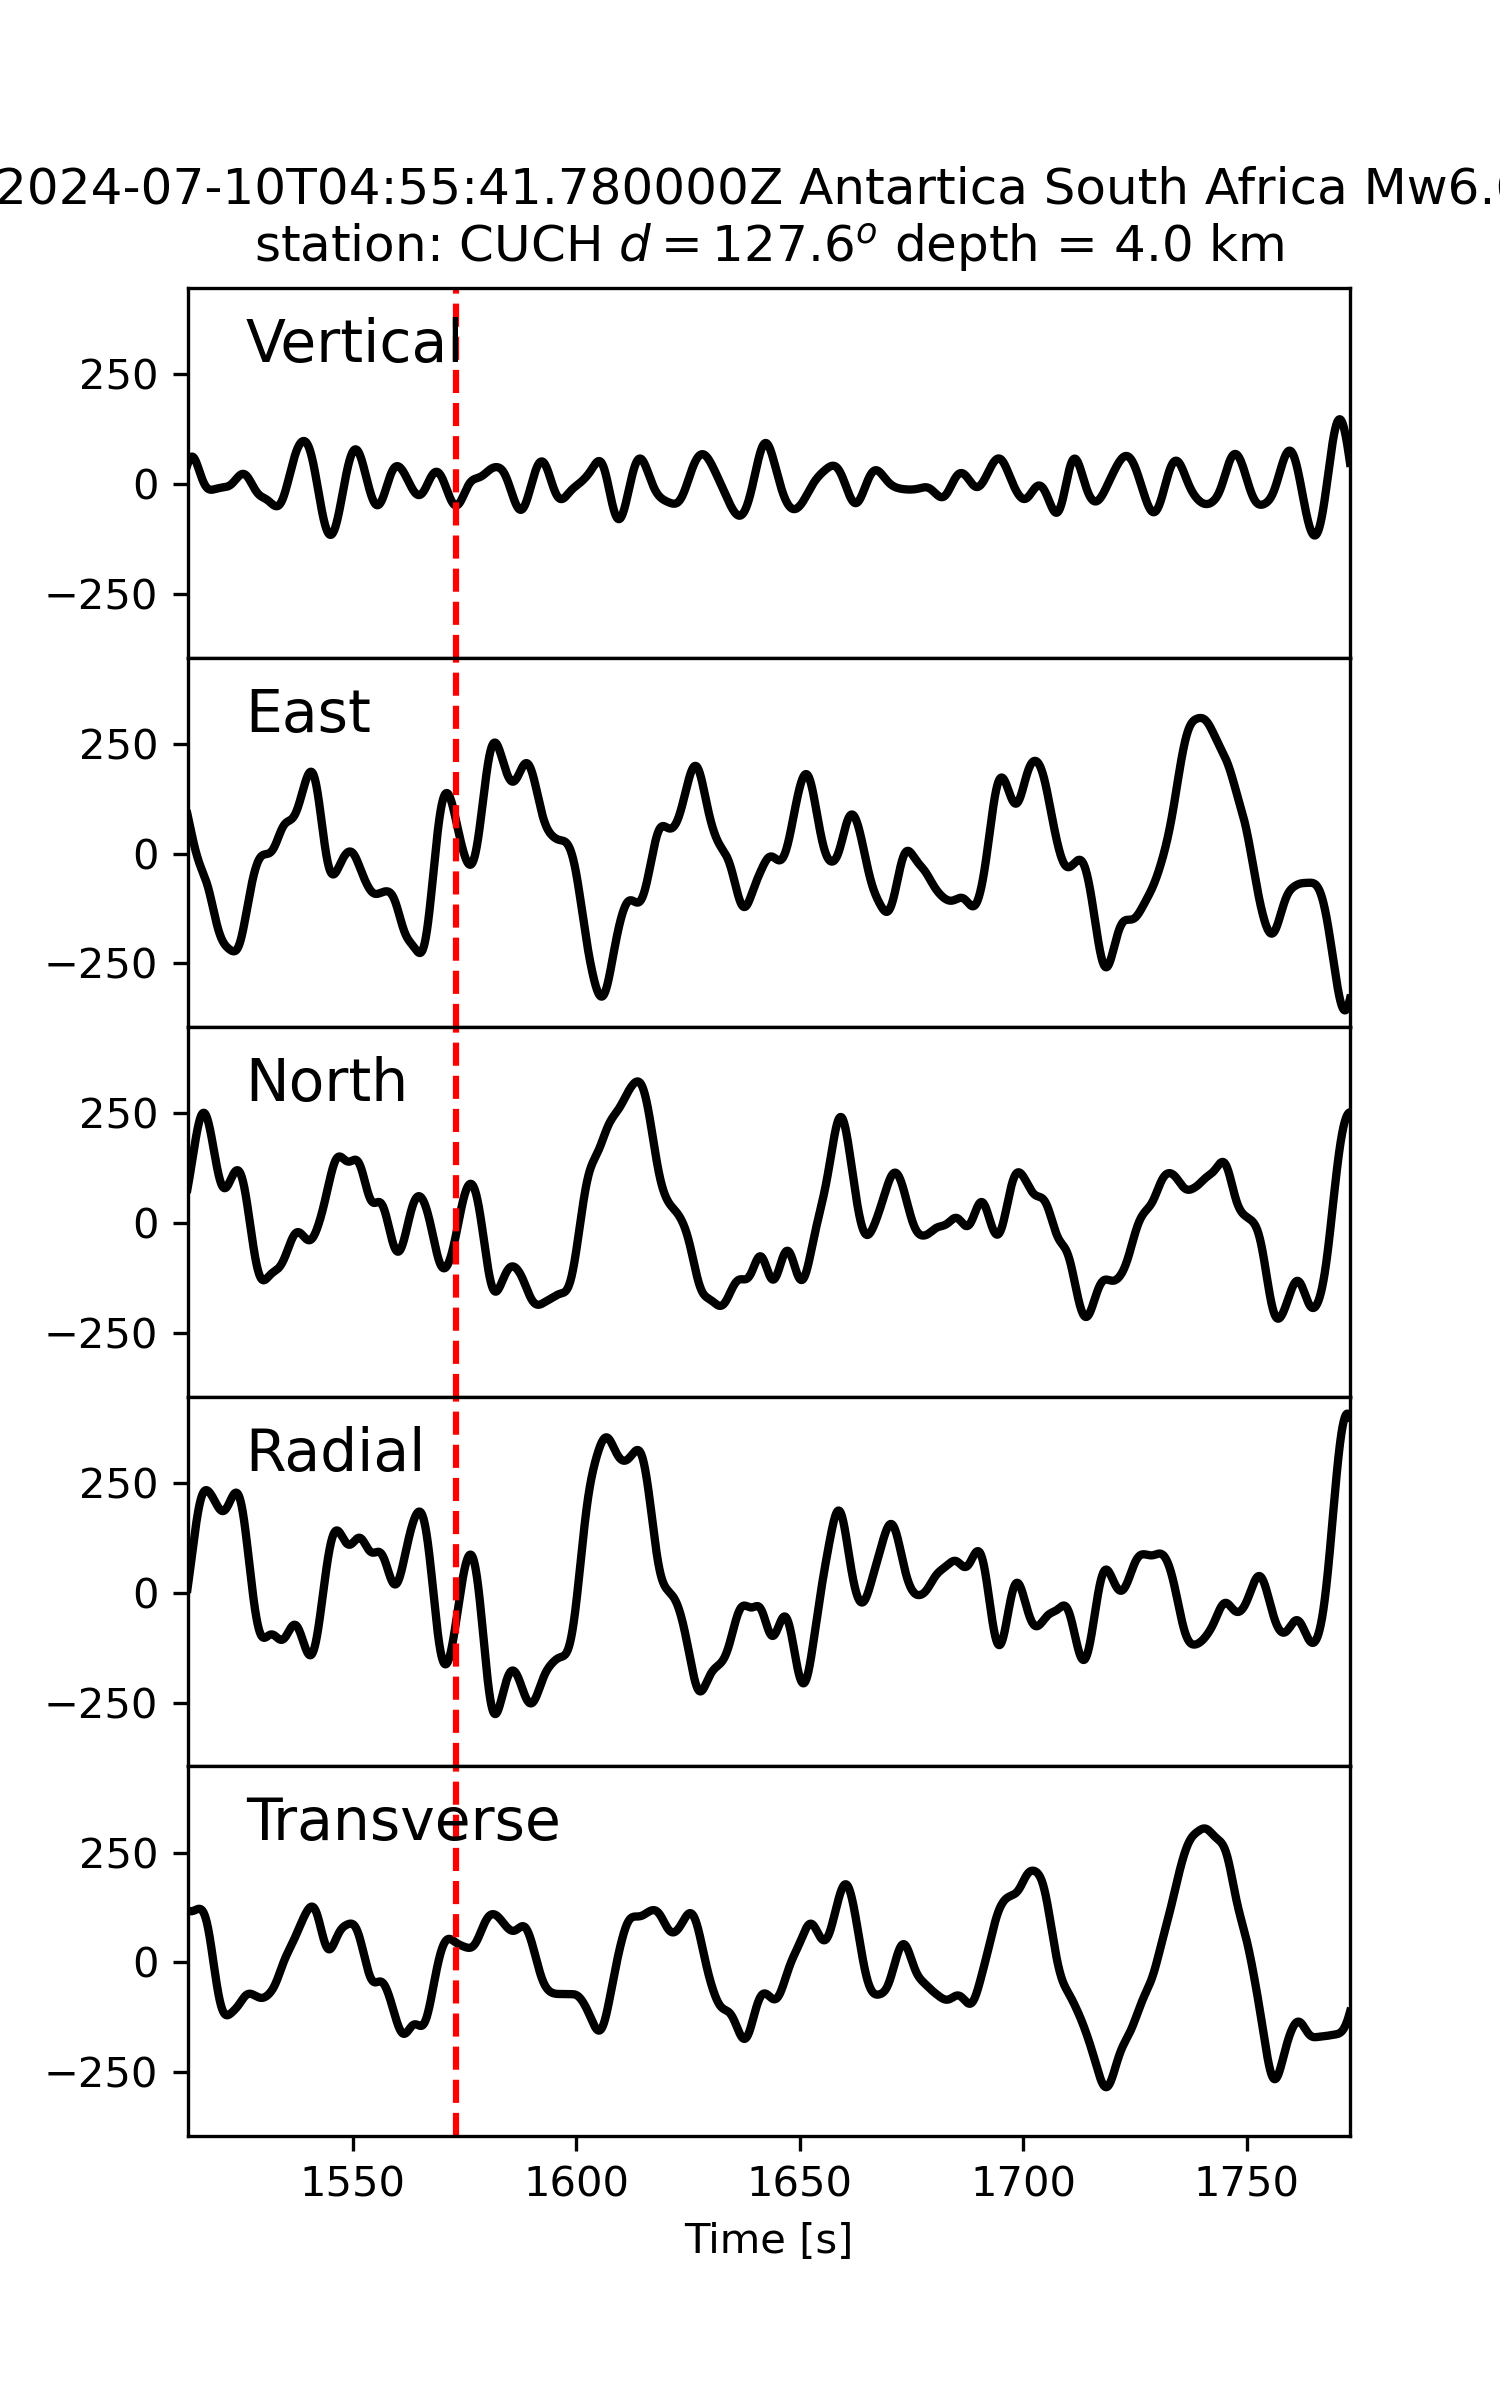 2024-07-10T04:55:41.780000Z Antartica South Africa Mw6.
station: CUCH d = 127.6° depth = 4.0 km
Vertical
250
0
−250
East
250
0
−250
North
250
0
−250
Radial
250
0
−250
Transverse
250
0
−250
1550 1600 1650 1700 1750
Time [s]